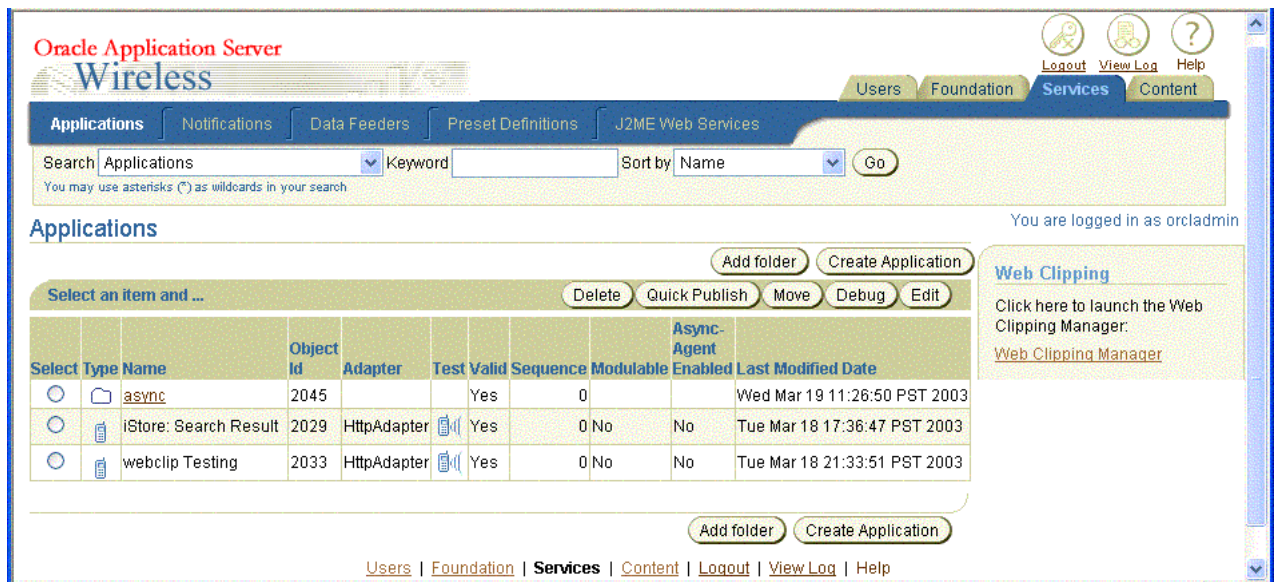 Oracle Application Server
Wireless
Logout View Log Help
Users Foundation Services Content
Applications Notifications Data Feeders Preset Definitions J2ME Web Services
Search Applications Keyword Sort by Name Go
You may use asterisks (*) as wildcards in your search
You are logged in as orcladmin
Applications
Add folder Create Application
Select an item and ... Delete Quick Publish Move Debug Edit
Select Type Name Object Id Adapter Test Valid Sequence Modulable Async-Agent Enabled Last Modified Date
async 2045 Yes 0 Wed Mar 19 11:26:50 PST 2003
iStore: Search Result 2029 HttpAdapter Yes 0 No No Tue Mar 18 17:36:47 PST 2003
webclip Testing 2033 HttpAdapter Yes 0 No No Tue Mar 18 21:33:51 PST 2003
Add folder Create Application
Web Clipping
Click here to launch the Web
Clipping Manager:
Web Clipping Manager
Users | Foundation | Services | Content | Logout | View Log | Help